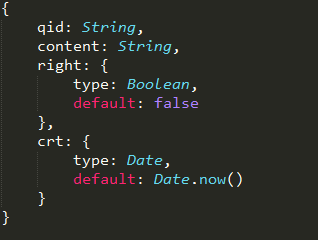 {
    qid: String,
    content: String,
    right: {
        type: Boolean,
        default: false
    },
    crt: {
        type: Date,
        default: Date.now()
    }
}